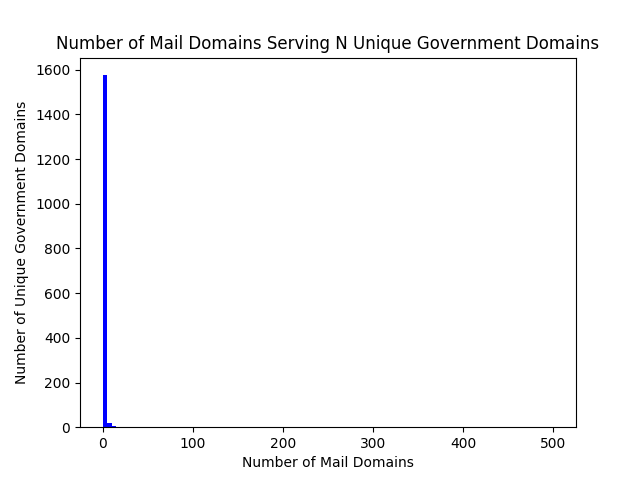 Number of Mail Domains Serving N Unique Government Domains
Number of Unique Government Domains
1600
1400
1200
1000
800
600
400
200
0
0 100 200 300 400 500
Number of Mail Domains